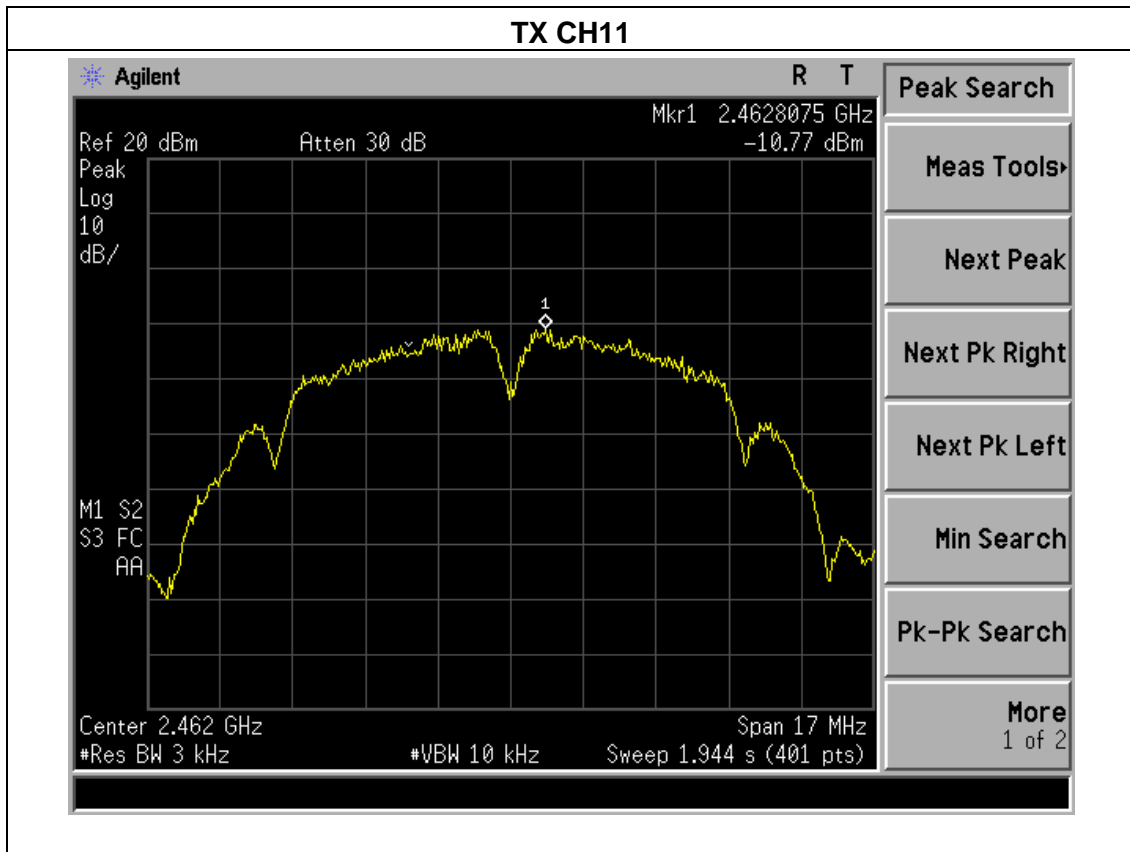 TX CH11
Agilent R T
Peak Search
Mkr1 2.4628075 GHz
Ref 20 dBm Atten 30 dB -10.77 dBm
Peak
Log
10
dB/
1
M1 S2
S3 FC
AA
Center 2.462 GHz Span 17 MHz
#Res BW 3 kHz #VBW 10 kHz Sweep 1.944 s (401 pts)
Meas Tools
Next Peak
Next Pk Right
Next Pk Left
Min Search
Pk-Pk Search
More
1 of 2